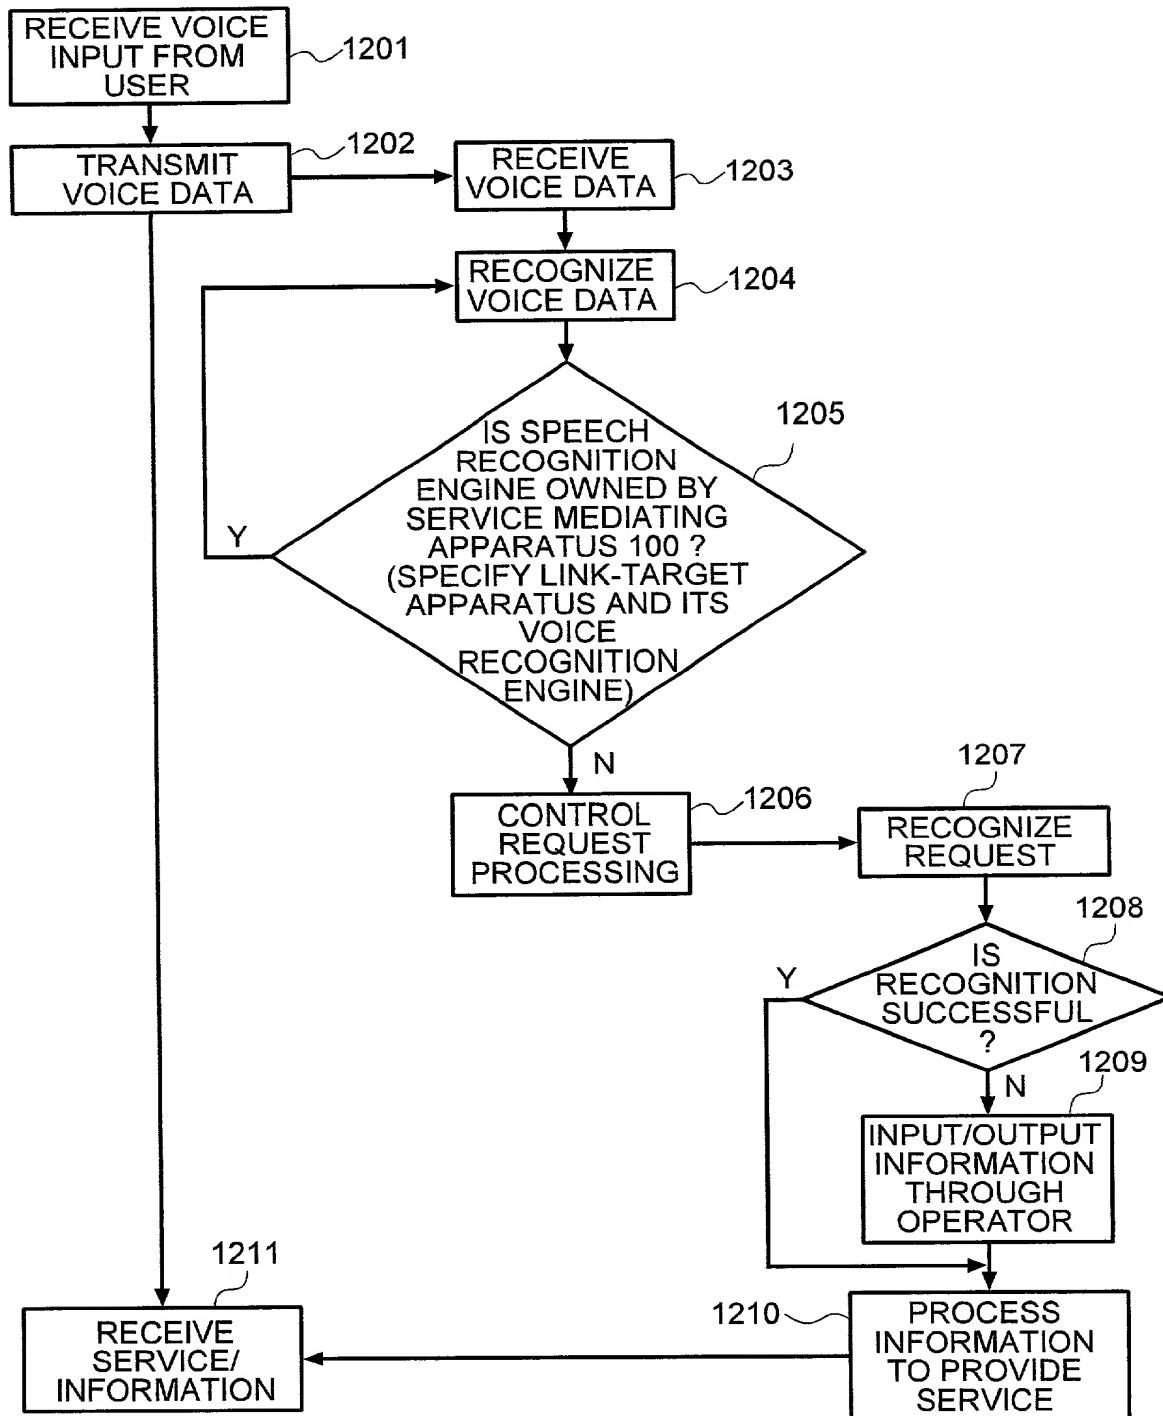 RECEIVE VOICE
INPUT FROM
USER
1201
TRANSMIT
VOICE DATA
1202
RECEIVE
VOICE DATA
1203
RECOGNIZE
VOICE DATA
1204
IS SPEECH
RECOGNITION
ENGINE OWNED BY
SERVICE MEDIATING
APPARATUS 100 ?
(SPECIFY LINK-TARGET
APPARATUS AND ITS
VOICE
RECOGNITION
ENGINE)
1205
Y
N
CONTROL
REQUEST
PROCESSING
1206
1207
RECOGNIZE
REQUEST
1208
IS
RECOGNITION
SUCCESSFUL
?
Y
N
1209
INPUT/OUTPUT
INFORMATION
THROUGH
OPERATOR
1210
PROCESS
INFORMATION
TO PROVIDE
SERVICE
1211
RECEIVE
SERVICE/
INFORMATION